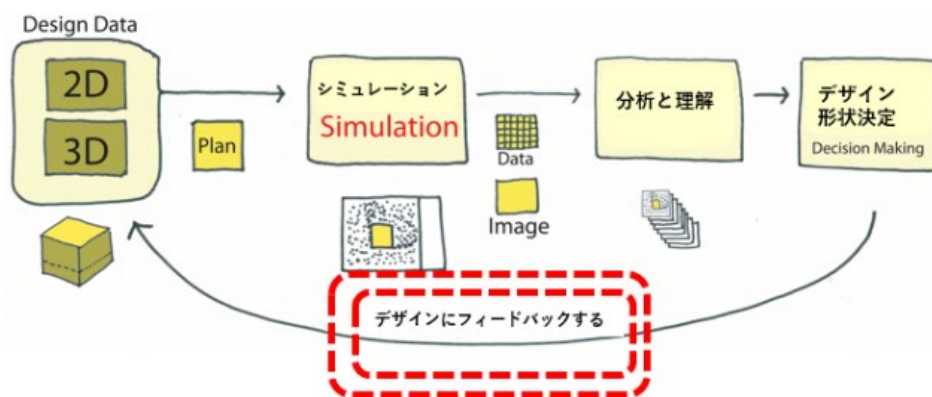 Design Data
2D
3D
Plan
シミュレーション
Simulation
Data
Image
分析と理解
デザイン
形状決定
Decision Making
デザインにフィードバックする